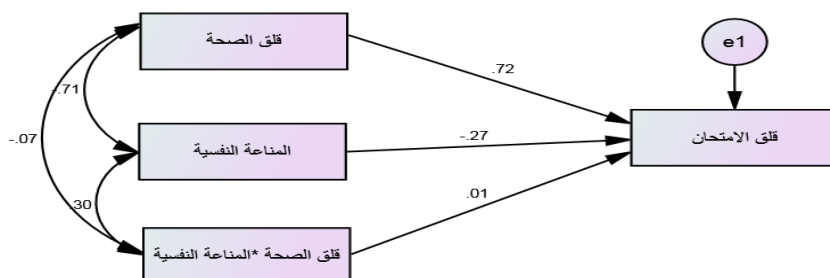 قلق الصحة
e1
.72
-.71
-.07
-.27
المناعة النفسية
قلق الامتحان
.30
.01
قلق الصحة *المناعة النفسية